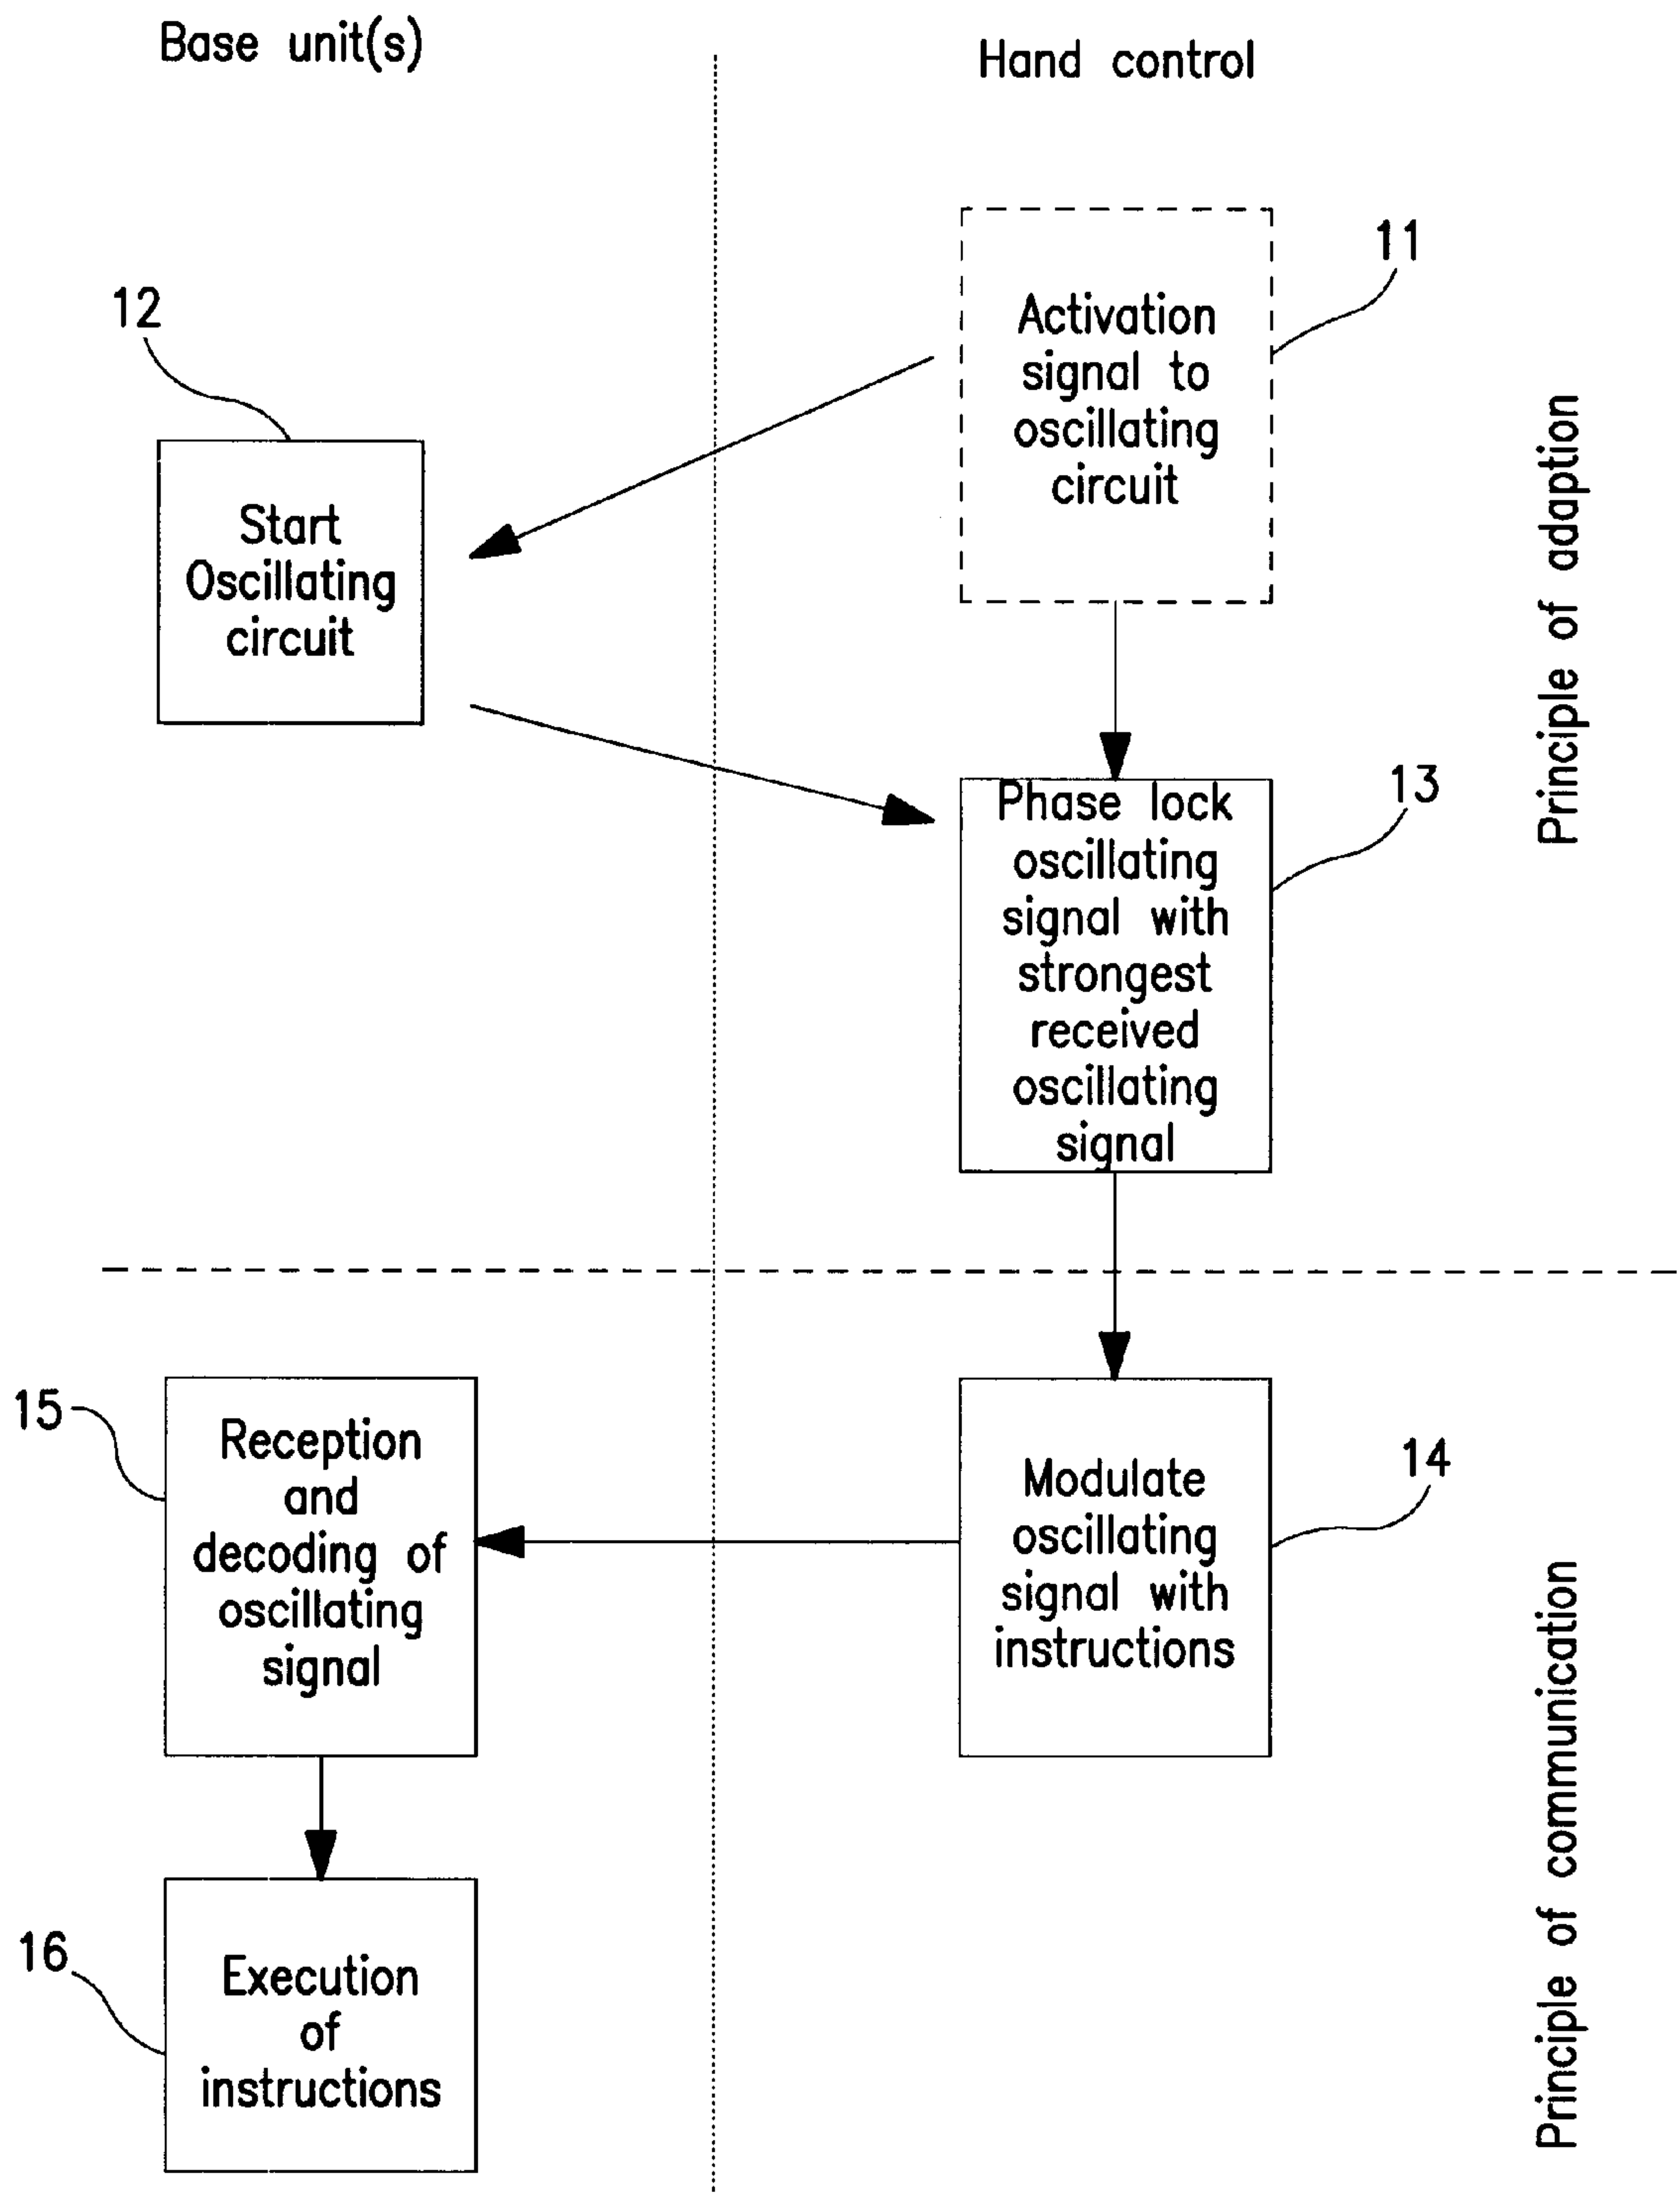 Base unit(s)
Hand control
11
Activation
signal to
oscillating
circuit
12
Start
Oscillating
circuit
Principle of adaption
13
Phase lock
oscillating
signal with
strongest
received
oscillating
signal
15
Reception
and
decoding of
oscillating
signal
14
Modulate
oscillating
signal with
instructions
Principle of communication
16
Execution
of
instructions